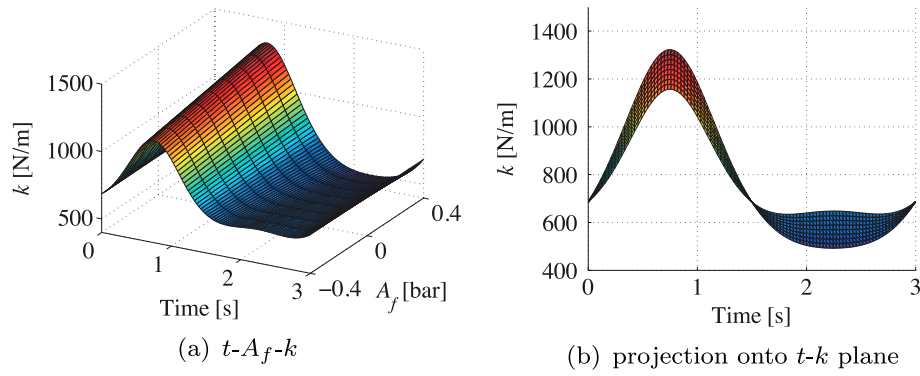 1500
1000
500
k [N/m]
0
1
2
3
Time [s]
−0.4
0
0.4
A_f [bar]
(a) t-A_f-k
1400
1200
1000
800
600
400
k [N/m]
0
1
2
3
Time [s]
(b) projection onto t-k plane